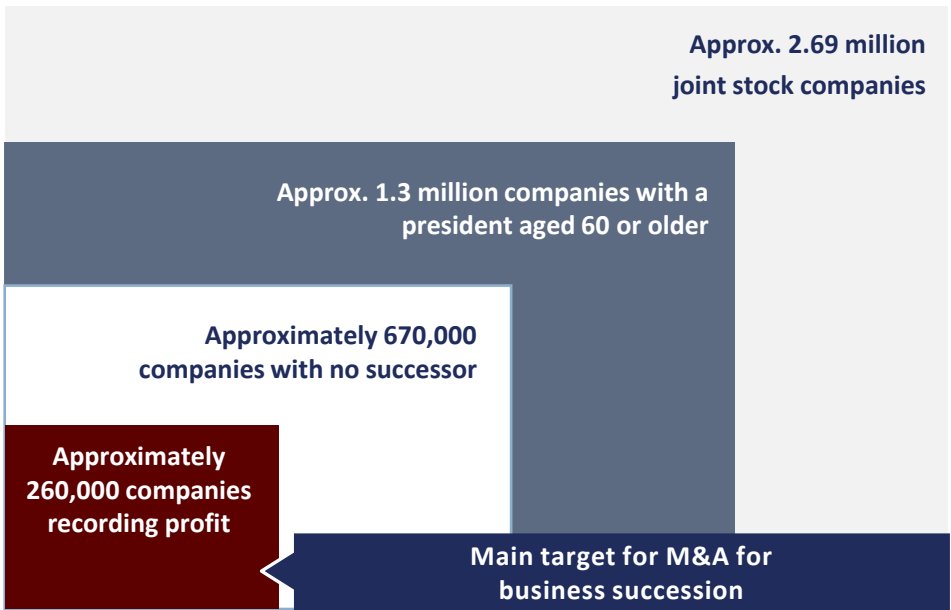 Approx. 2.69 million
joint stock companies
Approx. 1.3 million companies with a
president aged 60 or older
Approximately 670,000
companies with no successor
Approximately
260,000 companies
recording profit
Main target for M&A for
business succession